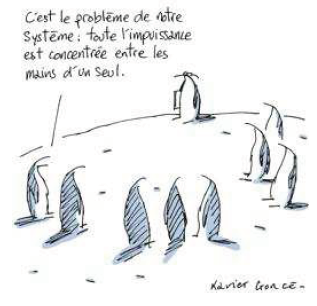 C'est le problème de notre
Système : toute l'impuissance
est concentrée entre les
mains d'un seul.
Xavier Gorce